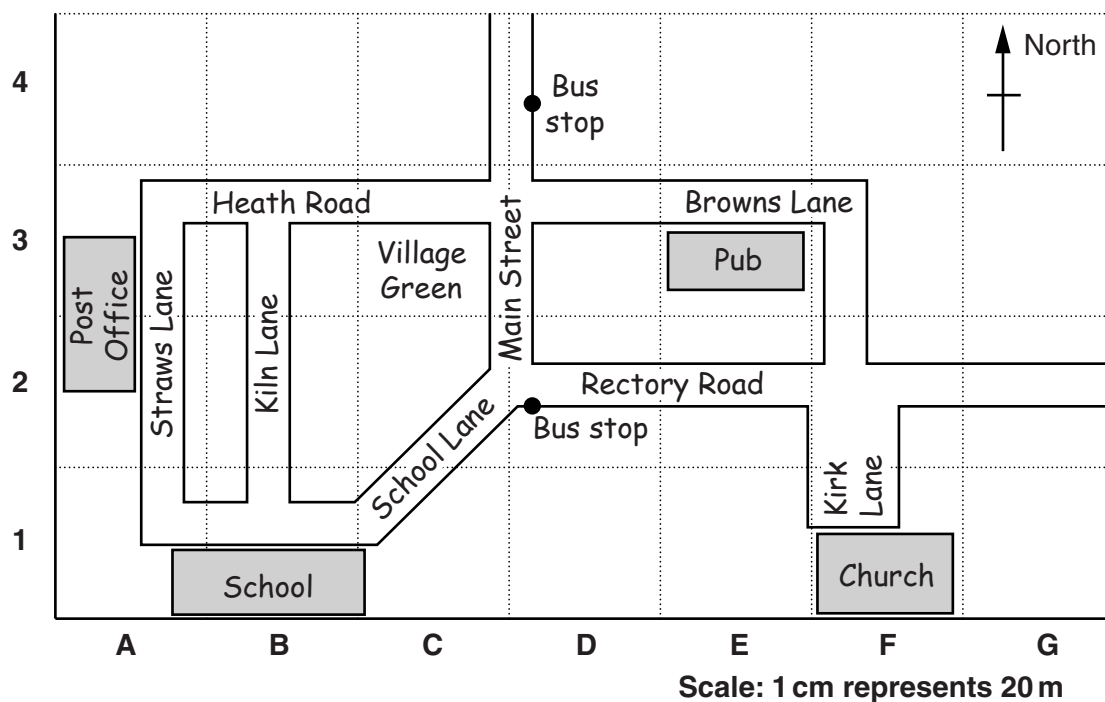 North
4
Bus
stop
Heath Road
Browns Lane
3
Village
Green
Main Street
Pub
Post
Office
Straws Lane
Kiln Lane
2
Rectory Road
School Lane
Bus stop
Kirk
Lane
1
School
Church
A B C D E F G
Scale: 1 cm represents 20 m